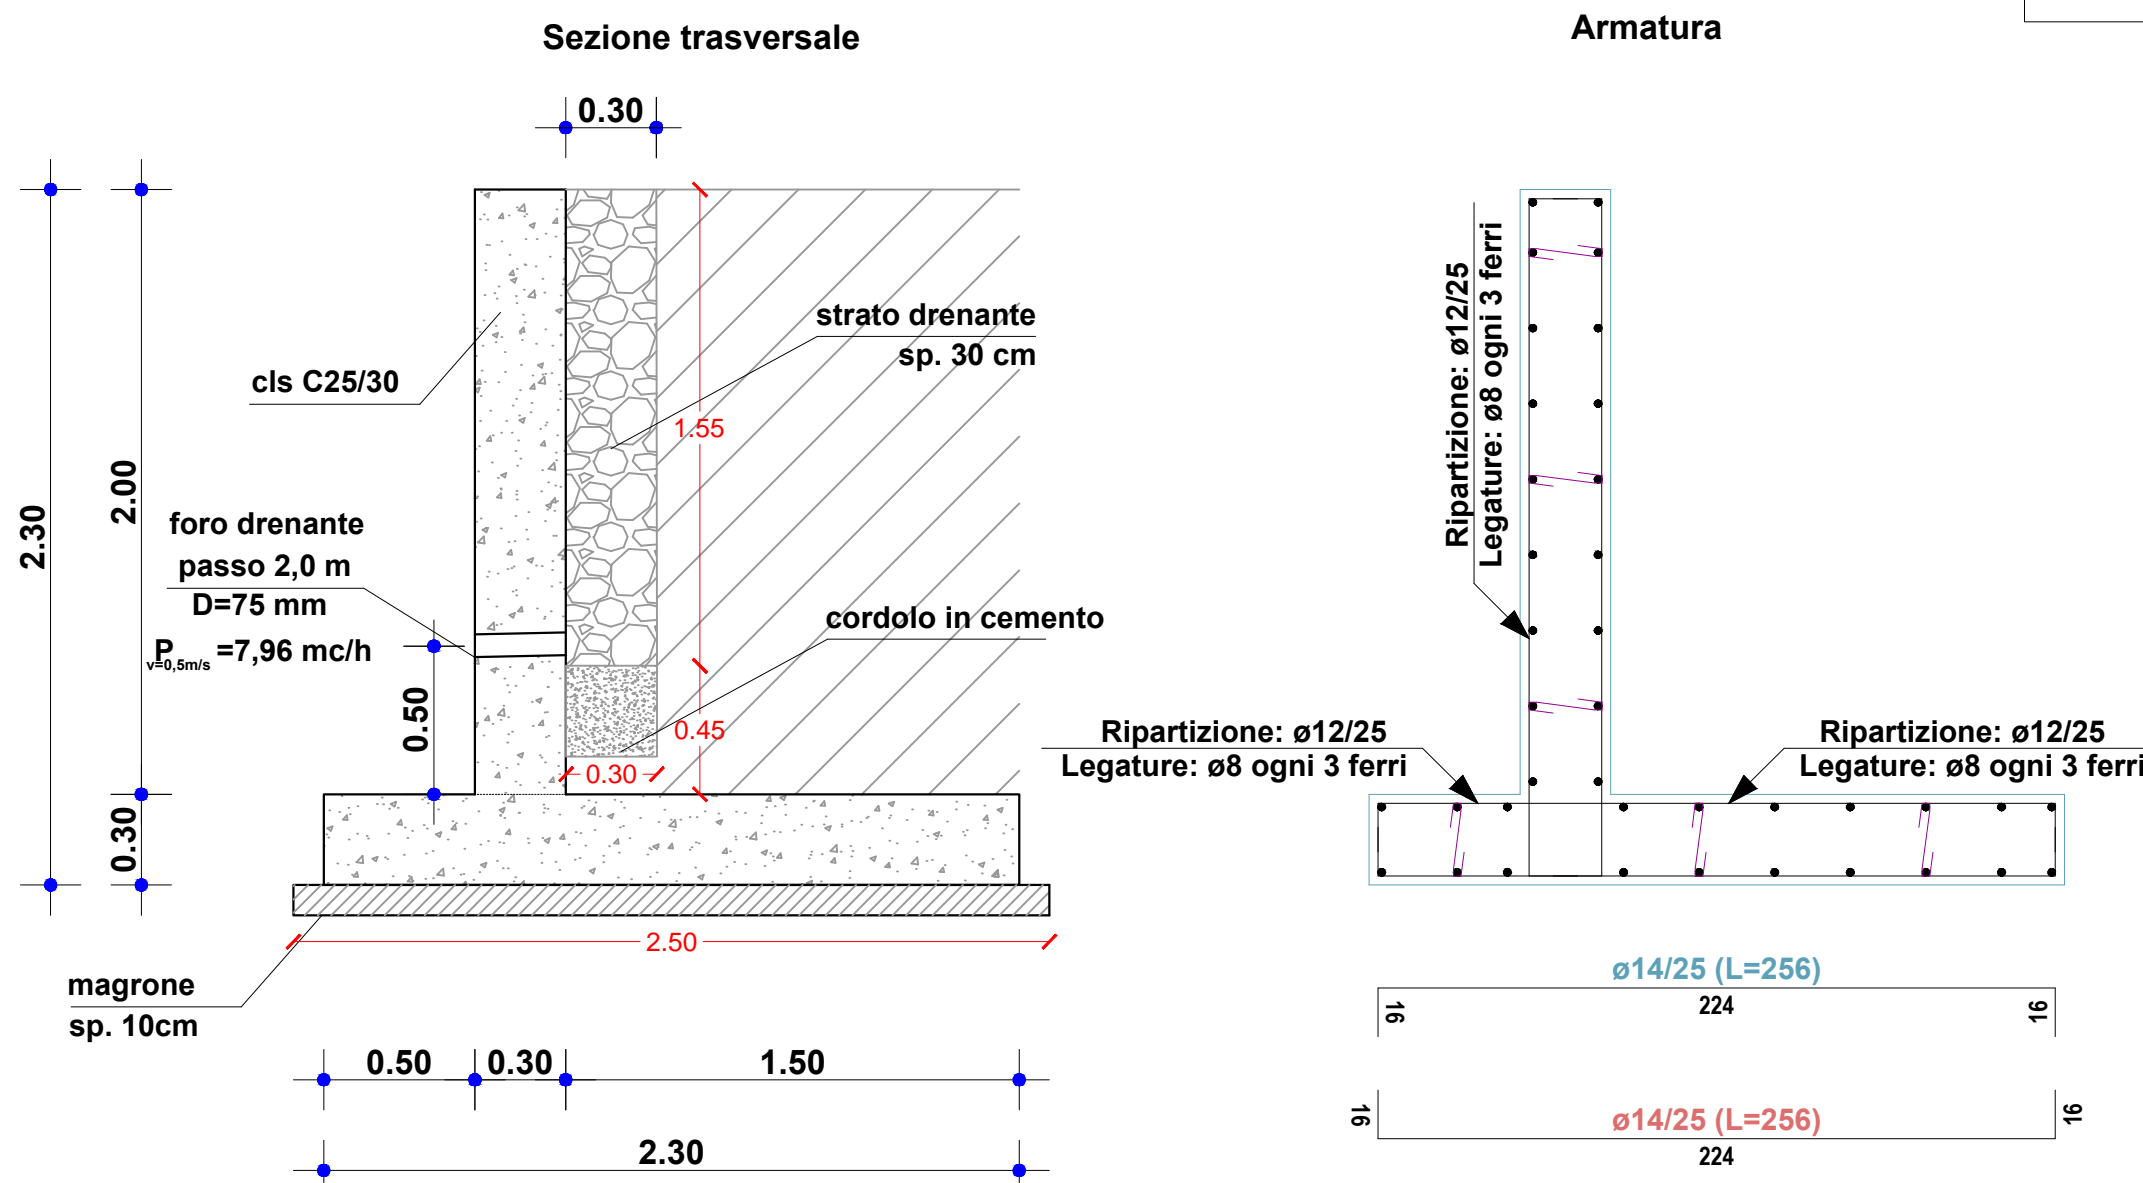 Sezione trasversale
0.30
2.30
2.00
0.30
cls C25/30
strato drenante
sp. 30 cm
1.55
foro drenante
passo 2,0 m
D=75 mm
P v=0,5m/s =7,96 mc/h
0.50
cordolo in cemento
0.45
0.30
2.50
magrone
sp. 10cm
0.50
0.30
1.50
2.30
Armatura
Ripartizione: ø12/25
Legature: ø8 ogni 3 ferri
Ripartizione: ø12/25
Legature: ø8 ogni 3 ferri
Ripartizione: ø12/25
Legature: ø8 ogni 3 ferri
ø14/25 (L=256)
16
224
16
16
ø14/25 (L=256)
16
224